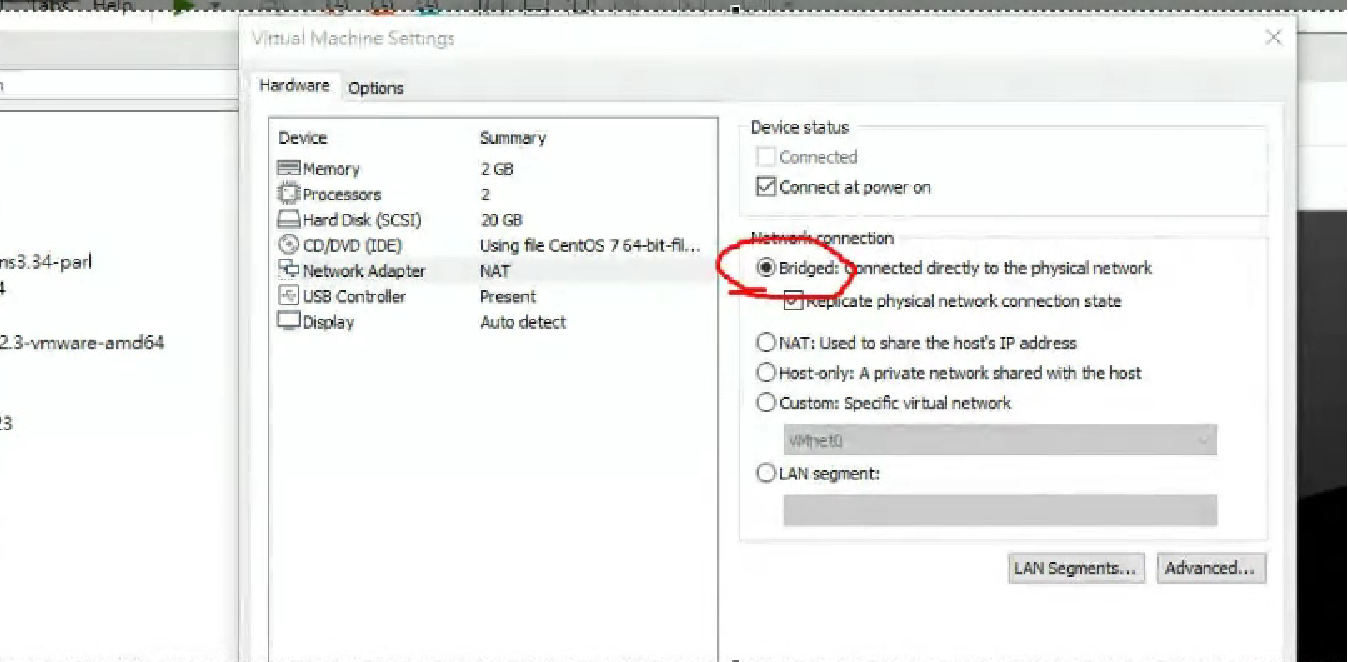 Tabs Help
Virtual Machine Settings
Hardware Options
Device Summary
Memory 2 GB
Processors 2
Hard Disk (SCSI) 20 GB
CD/DVD (IDE) Using file CentOS 7 64-bit-fil...
Network Adapter NAT
USB Controller Present
Display Auto detect
Device status
Connected
Connect at power on
Network connection
Bridged: Connected directly to the physical network
Replicate physical network connection state
NAT: Used to share the host's IP address
Host-only: A private network shared with the host
Custom: Specific virtual network
VMnet0
LAN segment:
LAN Segments... Advanced...
ns3.34-parl
4
2.3-vmware-amd64
23